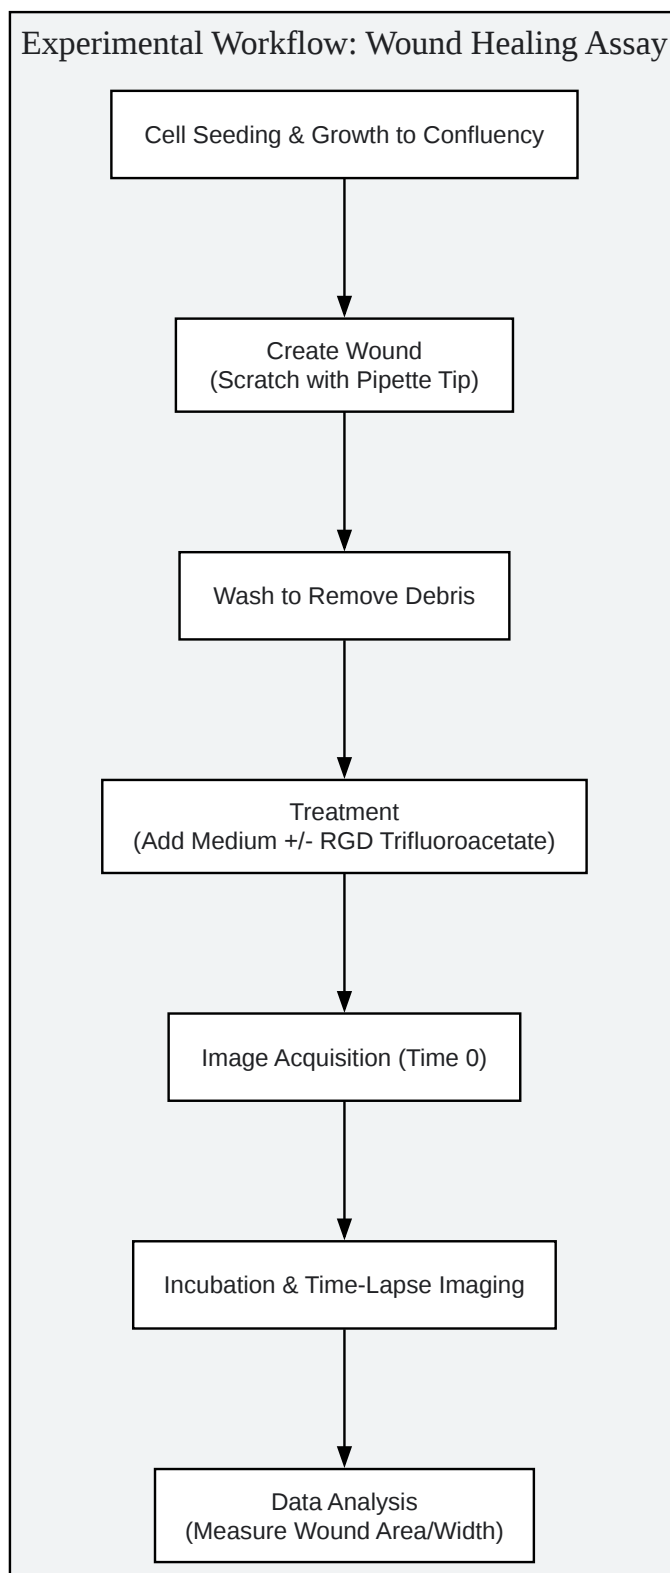 Experimental Workflow: Wound Healing Assay
Cell Seeding & Growth to Confluency
Create Wound
(Scratch with Pipette Tip)
Wash to Remove Debris
Treatment
(Add Medium +/- RGD Trifluoroacetate)
Image Acquisition (Time 0)
Incubation & Time-Lapse Imaging
Data Analysis
(Measure Wound Area/Width)